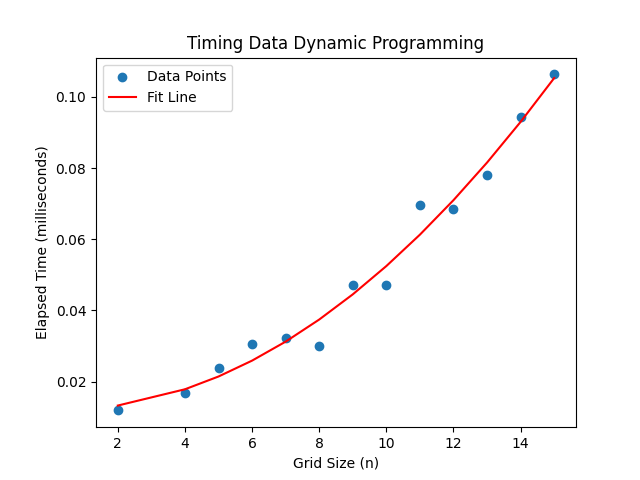 Timing Data Dynamic Programming
Data Points
Fit Line
0.10
0.08
0.06
0.04
0.02
Elapsed Time (milliseconds)
2 4 6 8 10 12 14
Grid Size (n)